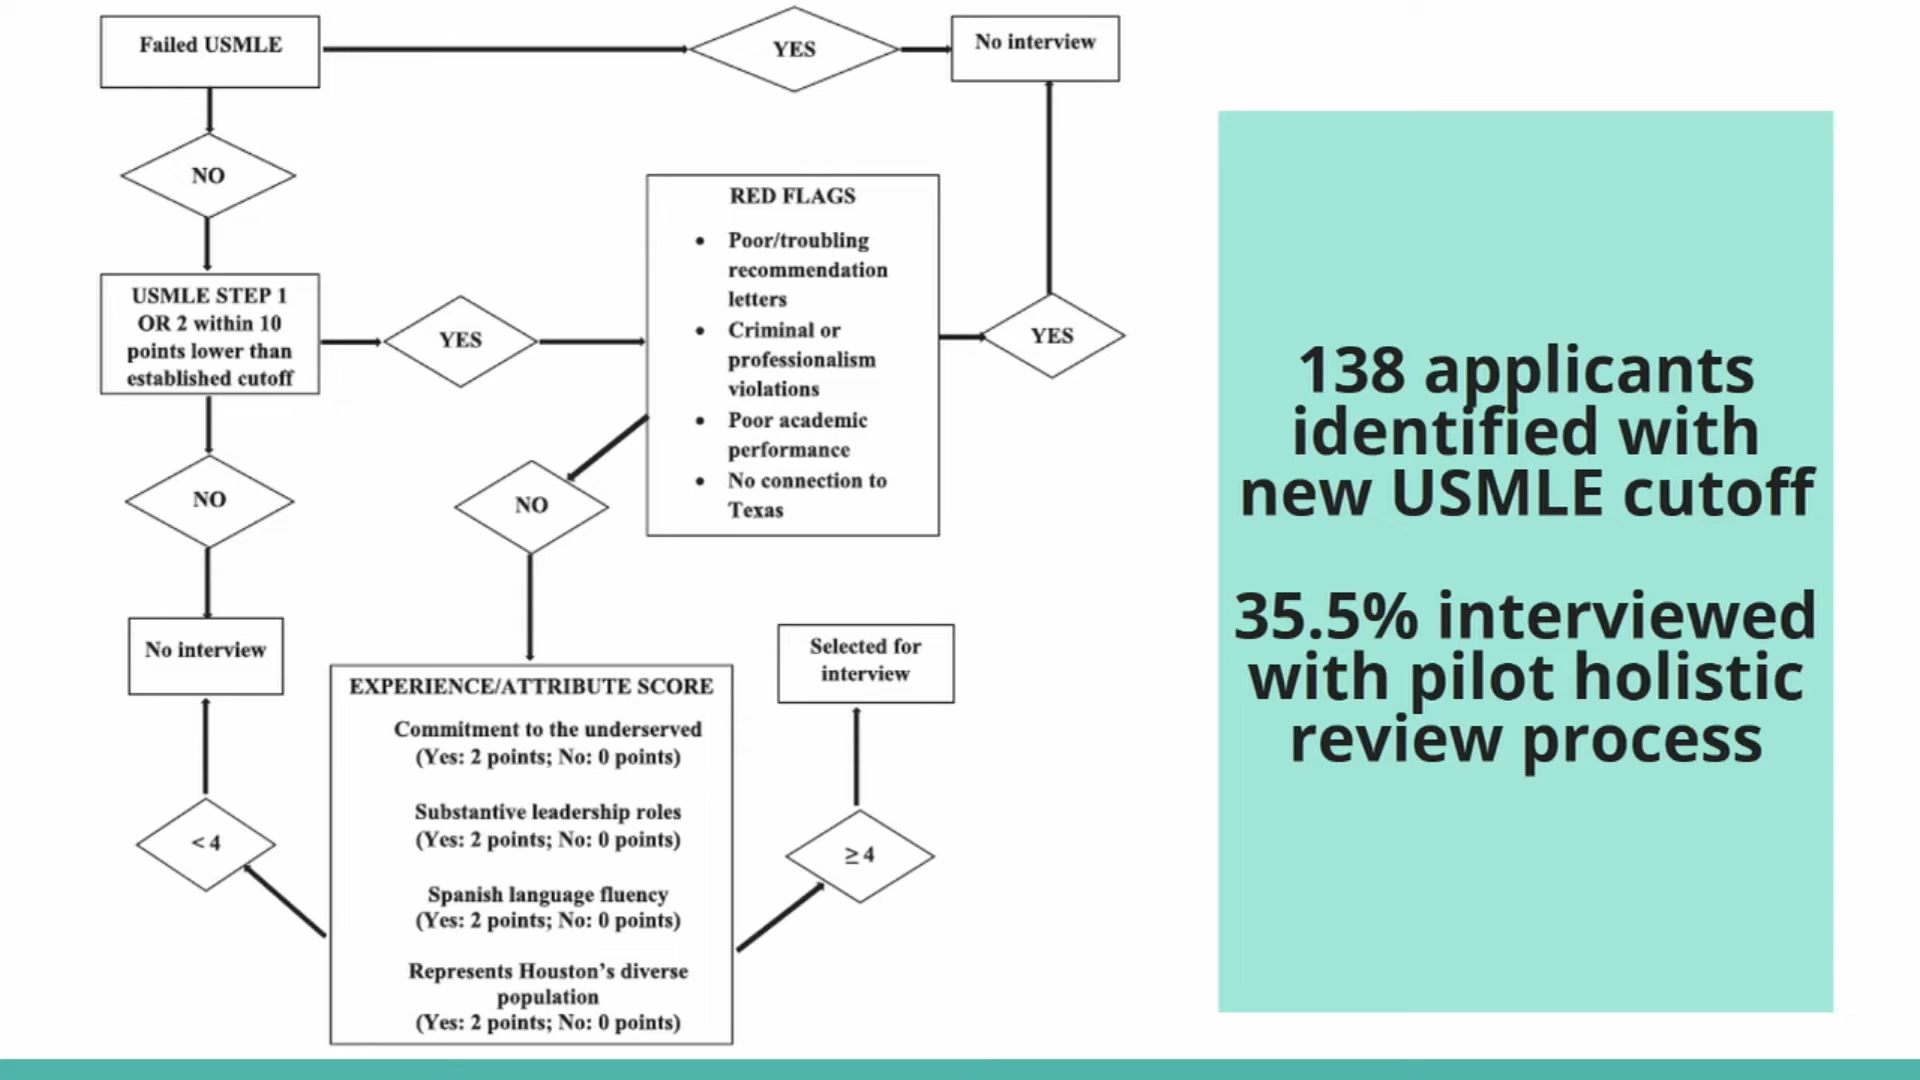 Failed USMLE
YES
No interview
NO
RED FLAGS
• Poor/troubling
recommendation
letters
• Criminal or
professionalism
violations
• Poor academic
performance
• No connection to
Texas
USMLE STEP 1
OR 2 within 10
points lower than
established cutoff
YES
YES
NO
NO
No interview
EXPERIENCE/ATTRIBUTE SCORE
Commitment to the underserved
(Yes: 2 points; No: 0 points)
Substantive leadership roles
(Yes: 2 points; No: 0 points)
Spanish language fluency
(Yes: 2 points; No: 0 points)
Represents Houston's diverse
population
(Yes: 2 points; No: 0 points)
Selected for
interview
< 4
≥ 4
138 applicants
identified with
new USMLE cutoff
35.5% interviewed
with pilot holistic
review process